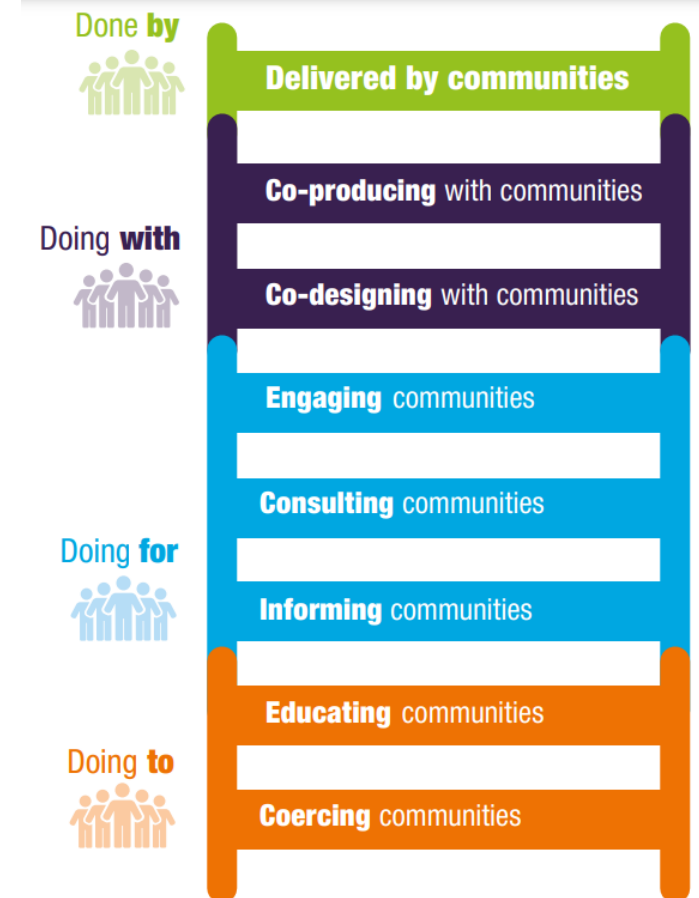 Done by
Delivered by communities
Co-producing with communities
Doing with
Co-designing with communities
Engaging communities
Consulting communities
Doing for
Informing communities
Educating communities
Doing to
Coercing communities